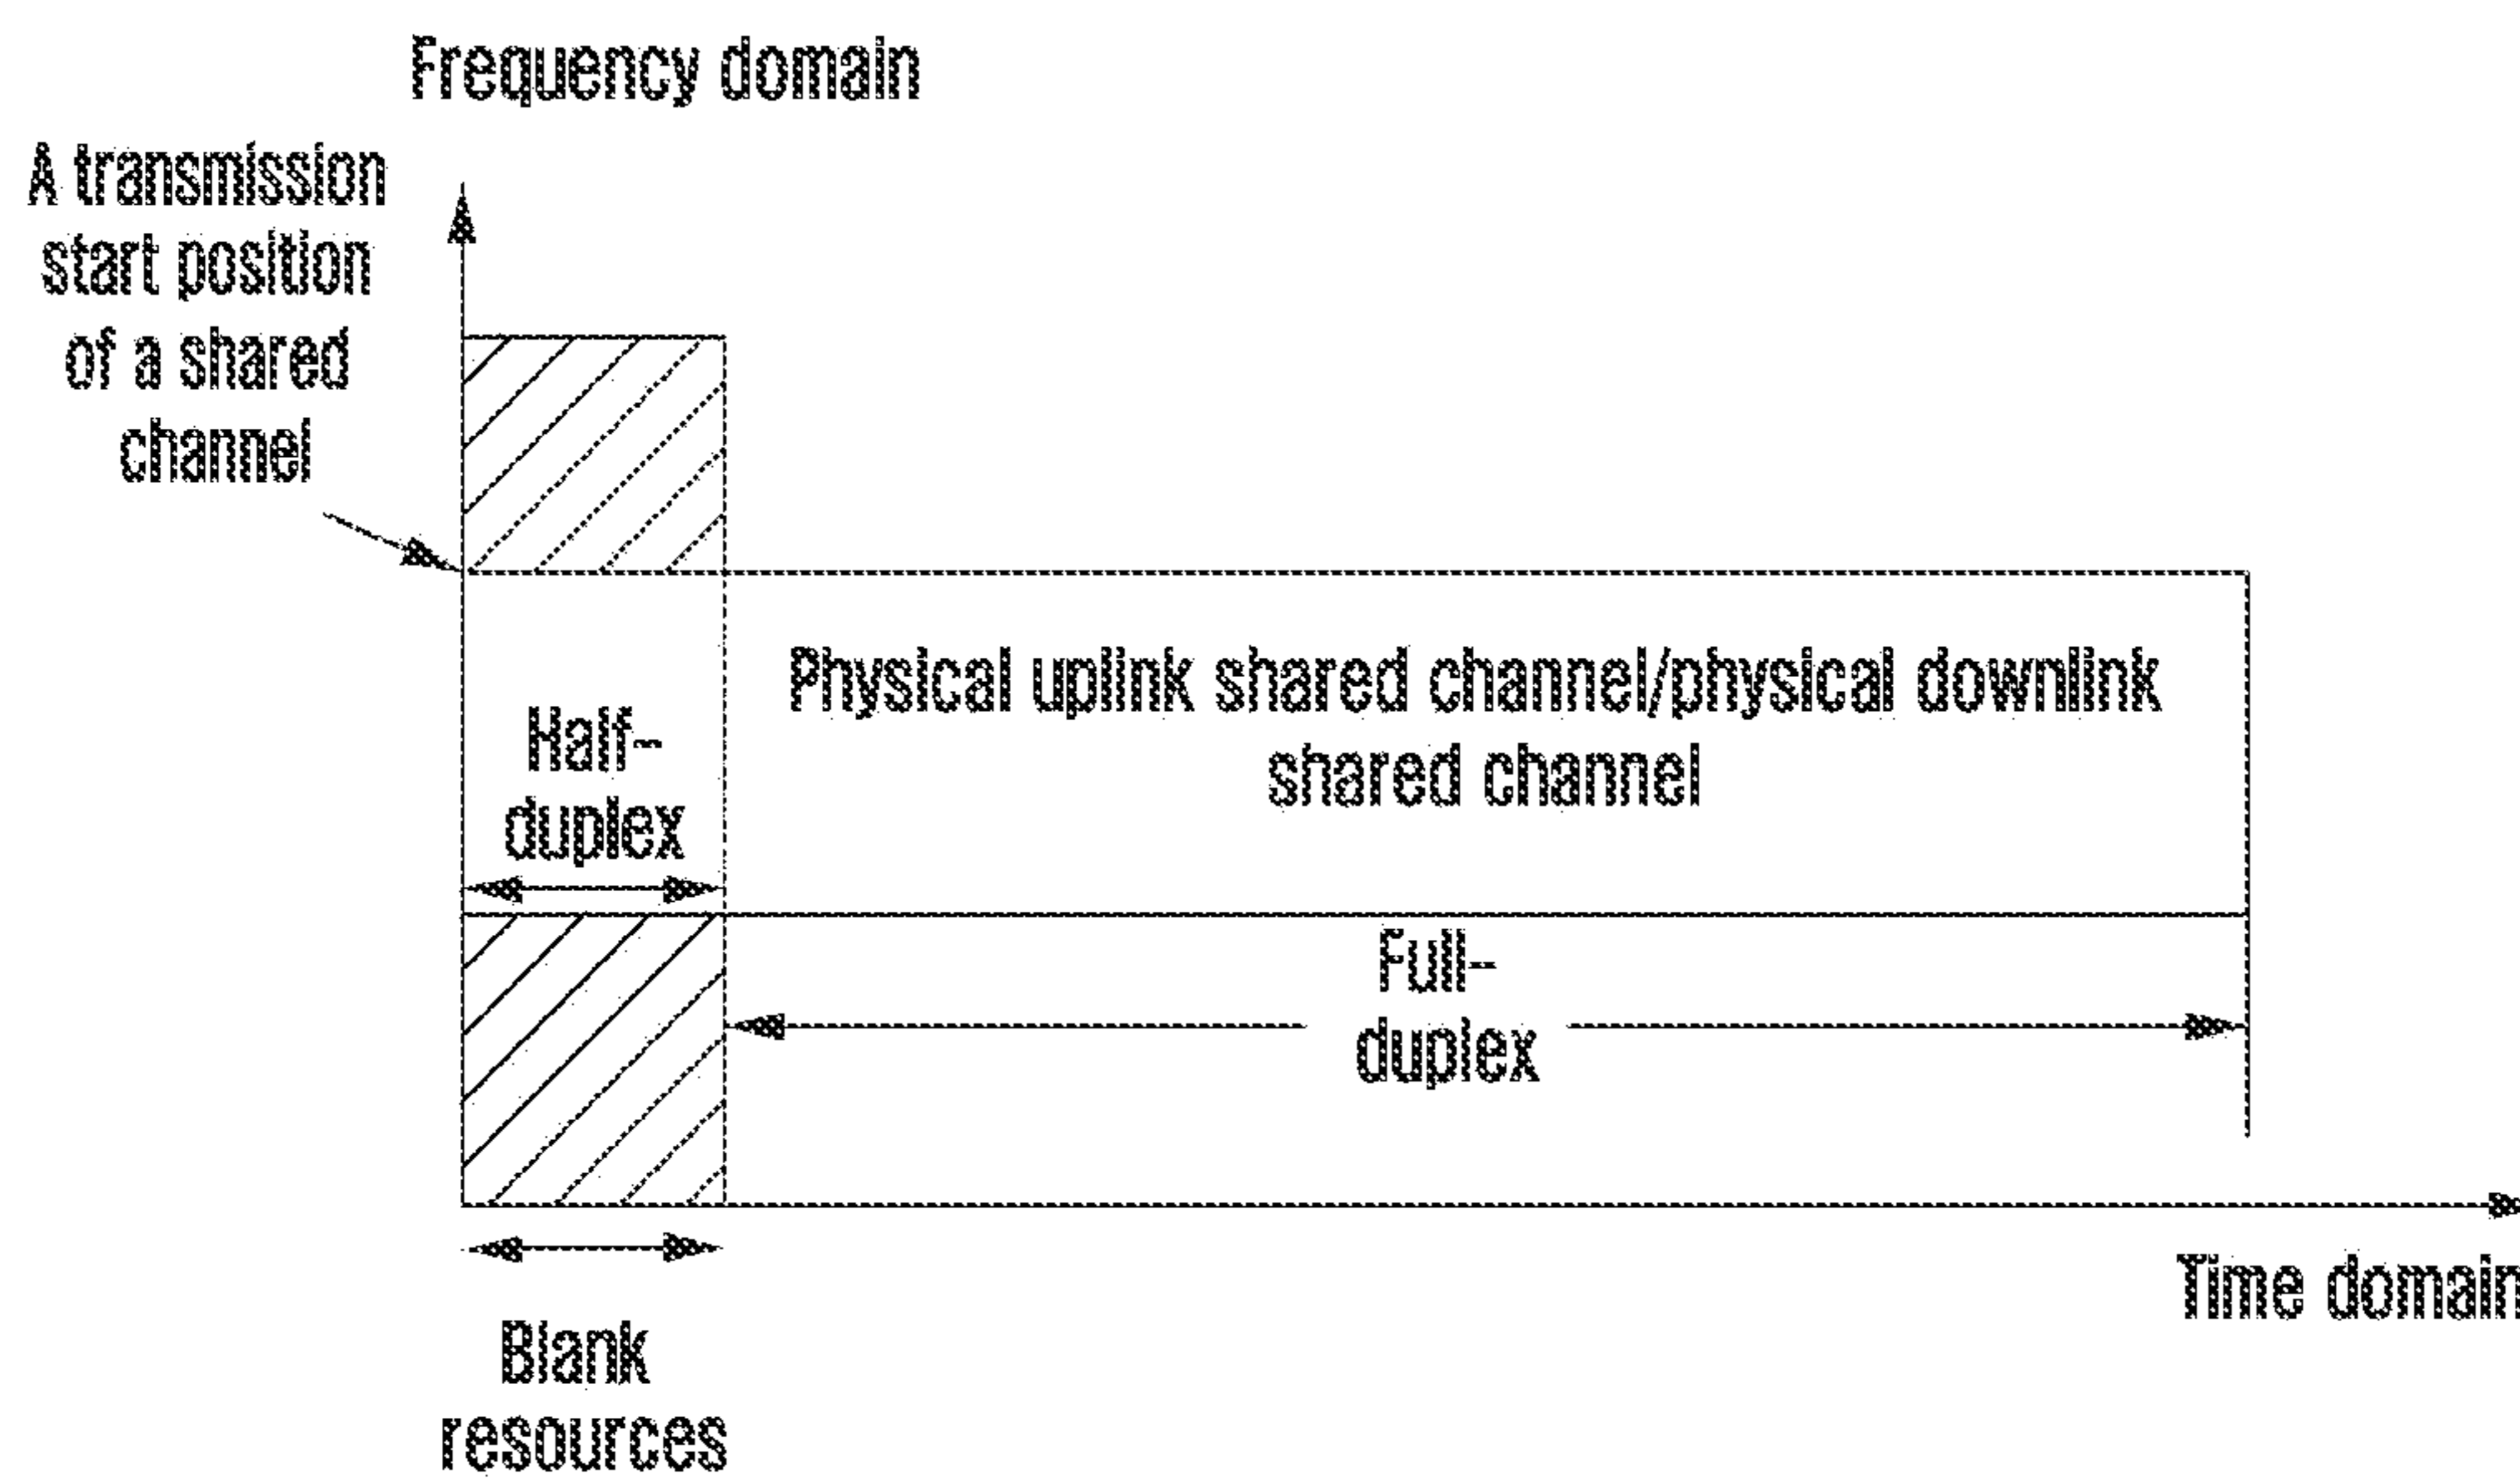 Frequency domain
A transmission
start position
of a shared
channel
Physical uplink shared channel/physical downlink
shared channel
Half-
duplex
Full-
duplex
Time domain
Blank
resources